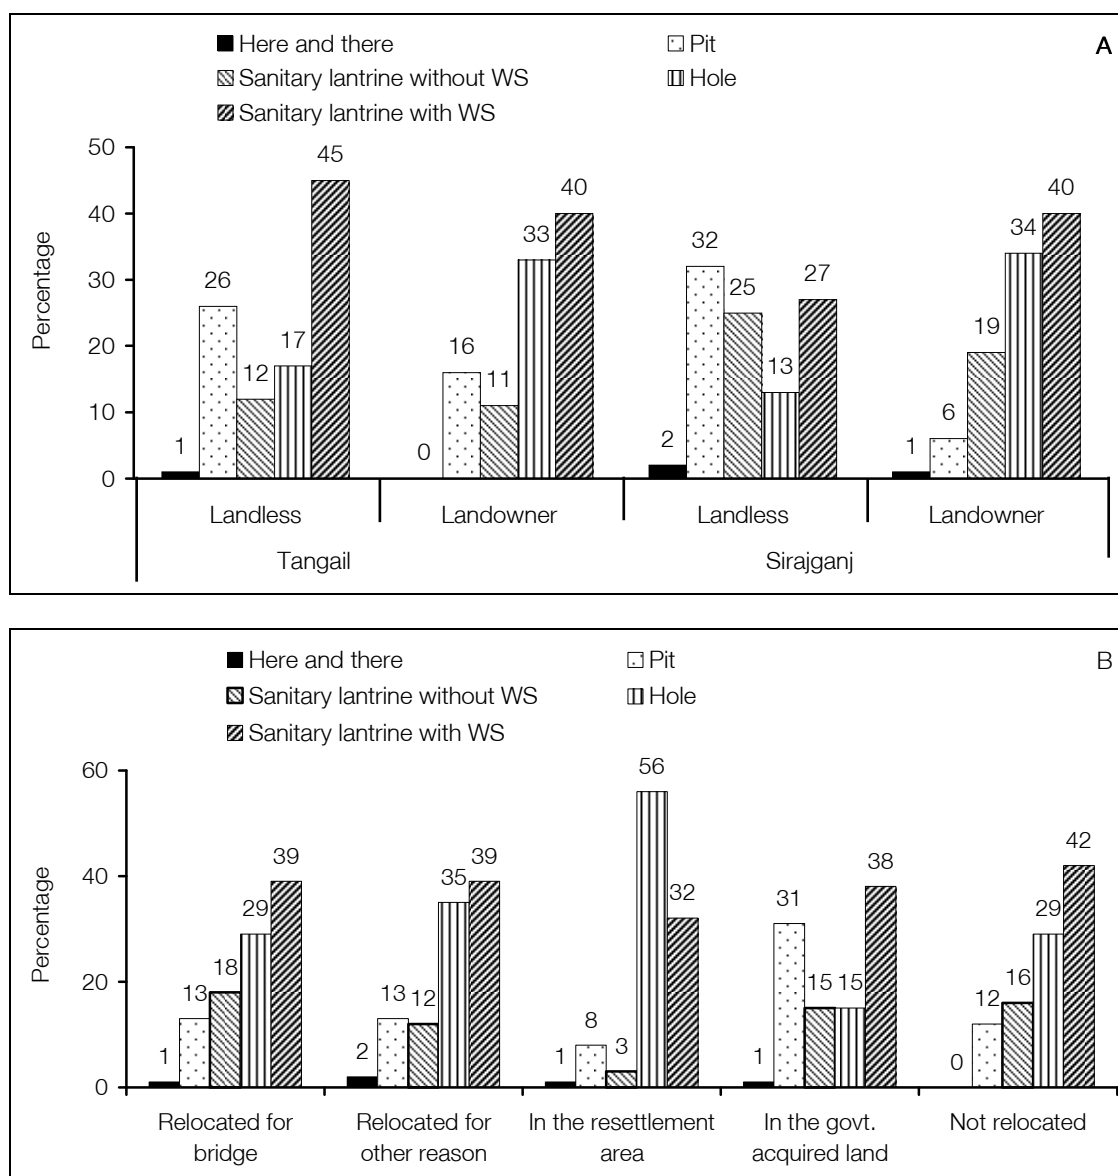 Here and there Pit A
Sanitary lantrine without WS Hole
Sanitary lantrine with WS
Percentage
50
40
30
20
10
0
1 26 12 17 45
0 16 11 33 40
2 32 25 13 27
1 6 19 34 40
Landless Landowner Landless Landowner
Tangail Sirajganj
Here and there Pit B
Sanitary lantrine without WS Hole
Sanitary lantrine with WS
Percentage
60
40
20
0
1 13 18 29 39
2 13 12 35 39
1 8 3 56 32
1 31 15 15 38
0 12 16 29 42
Relocated for Relocated for In the resettlement In the govt. Not relocated
bridge other reason area acquired land